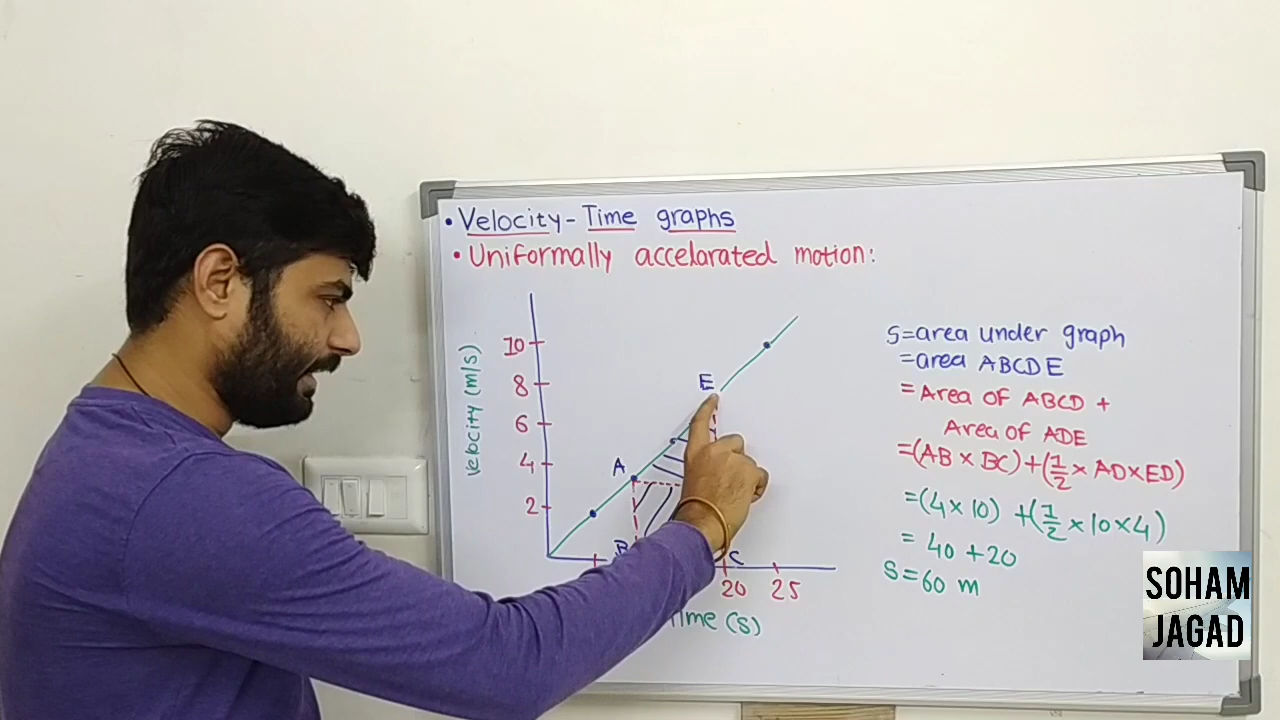 • Velocity - Time graphs
• Uniformally accelarated motion:
Velocity (m/s)
10
8
6
4
2
E
A
B
C
20 25
Time (s)
S=area under graph
=area ABCDE
=Area of ABCD +
Area of ADE
=(AB × BC)+(1/2 × AD×ED)
=(4×10) +(1/2 ×10×4)
= 40 +20
S=60 m
SOHAM
JAGAD